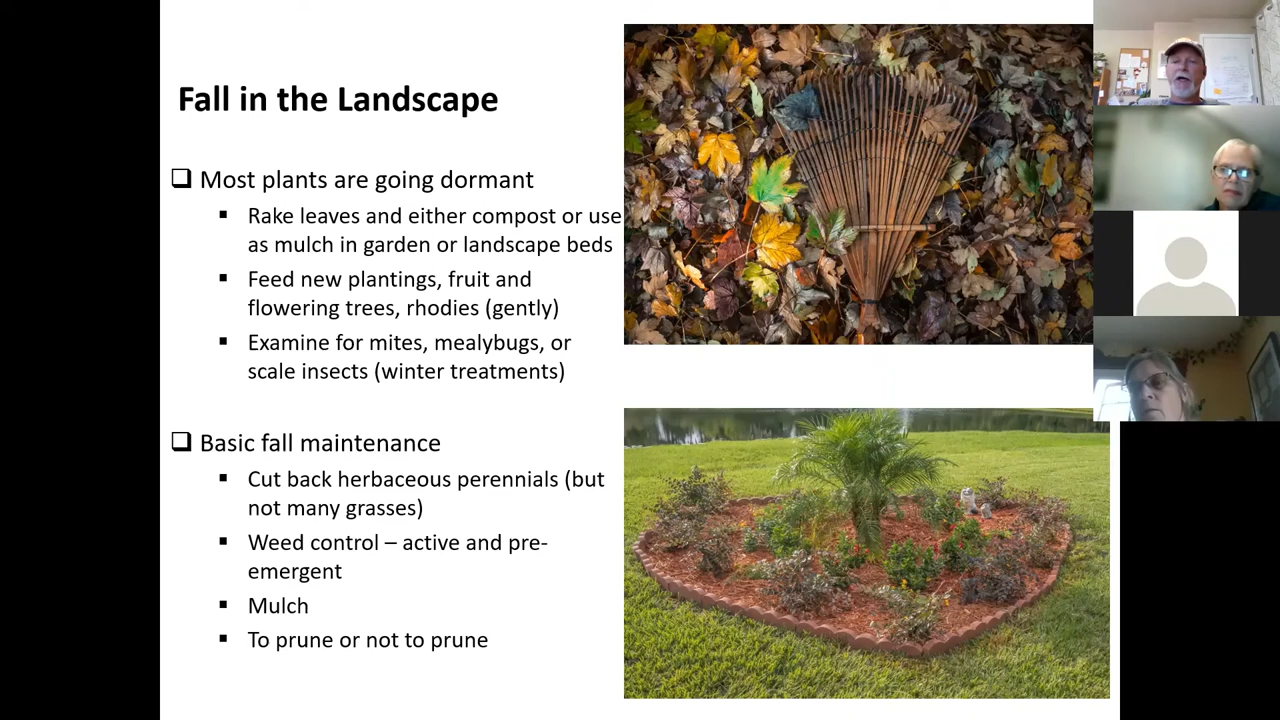 Fall in the Landscape
❑ Most plants are going dormant
▪ Rake leaves and either compost or use
as mulch in garden or landscape beds
▪ Feed new plantings, fruit and
flowering trees, rhodies (gently)
▪ Examine for mites, mealybugs, or
scale insects (winter treatments)
❑ Basic fall maintenance
▪ Cut back herbaceous perennials (but
not many grasses)
▪ Weed control – active and pre-
emergent
▪ Mulch
▪ To prune or not to prune